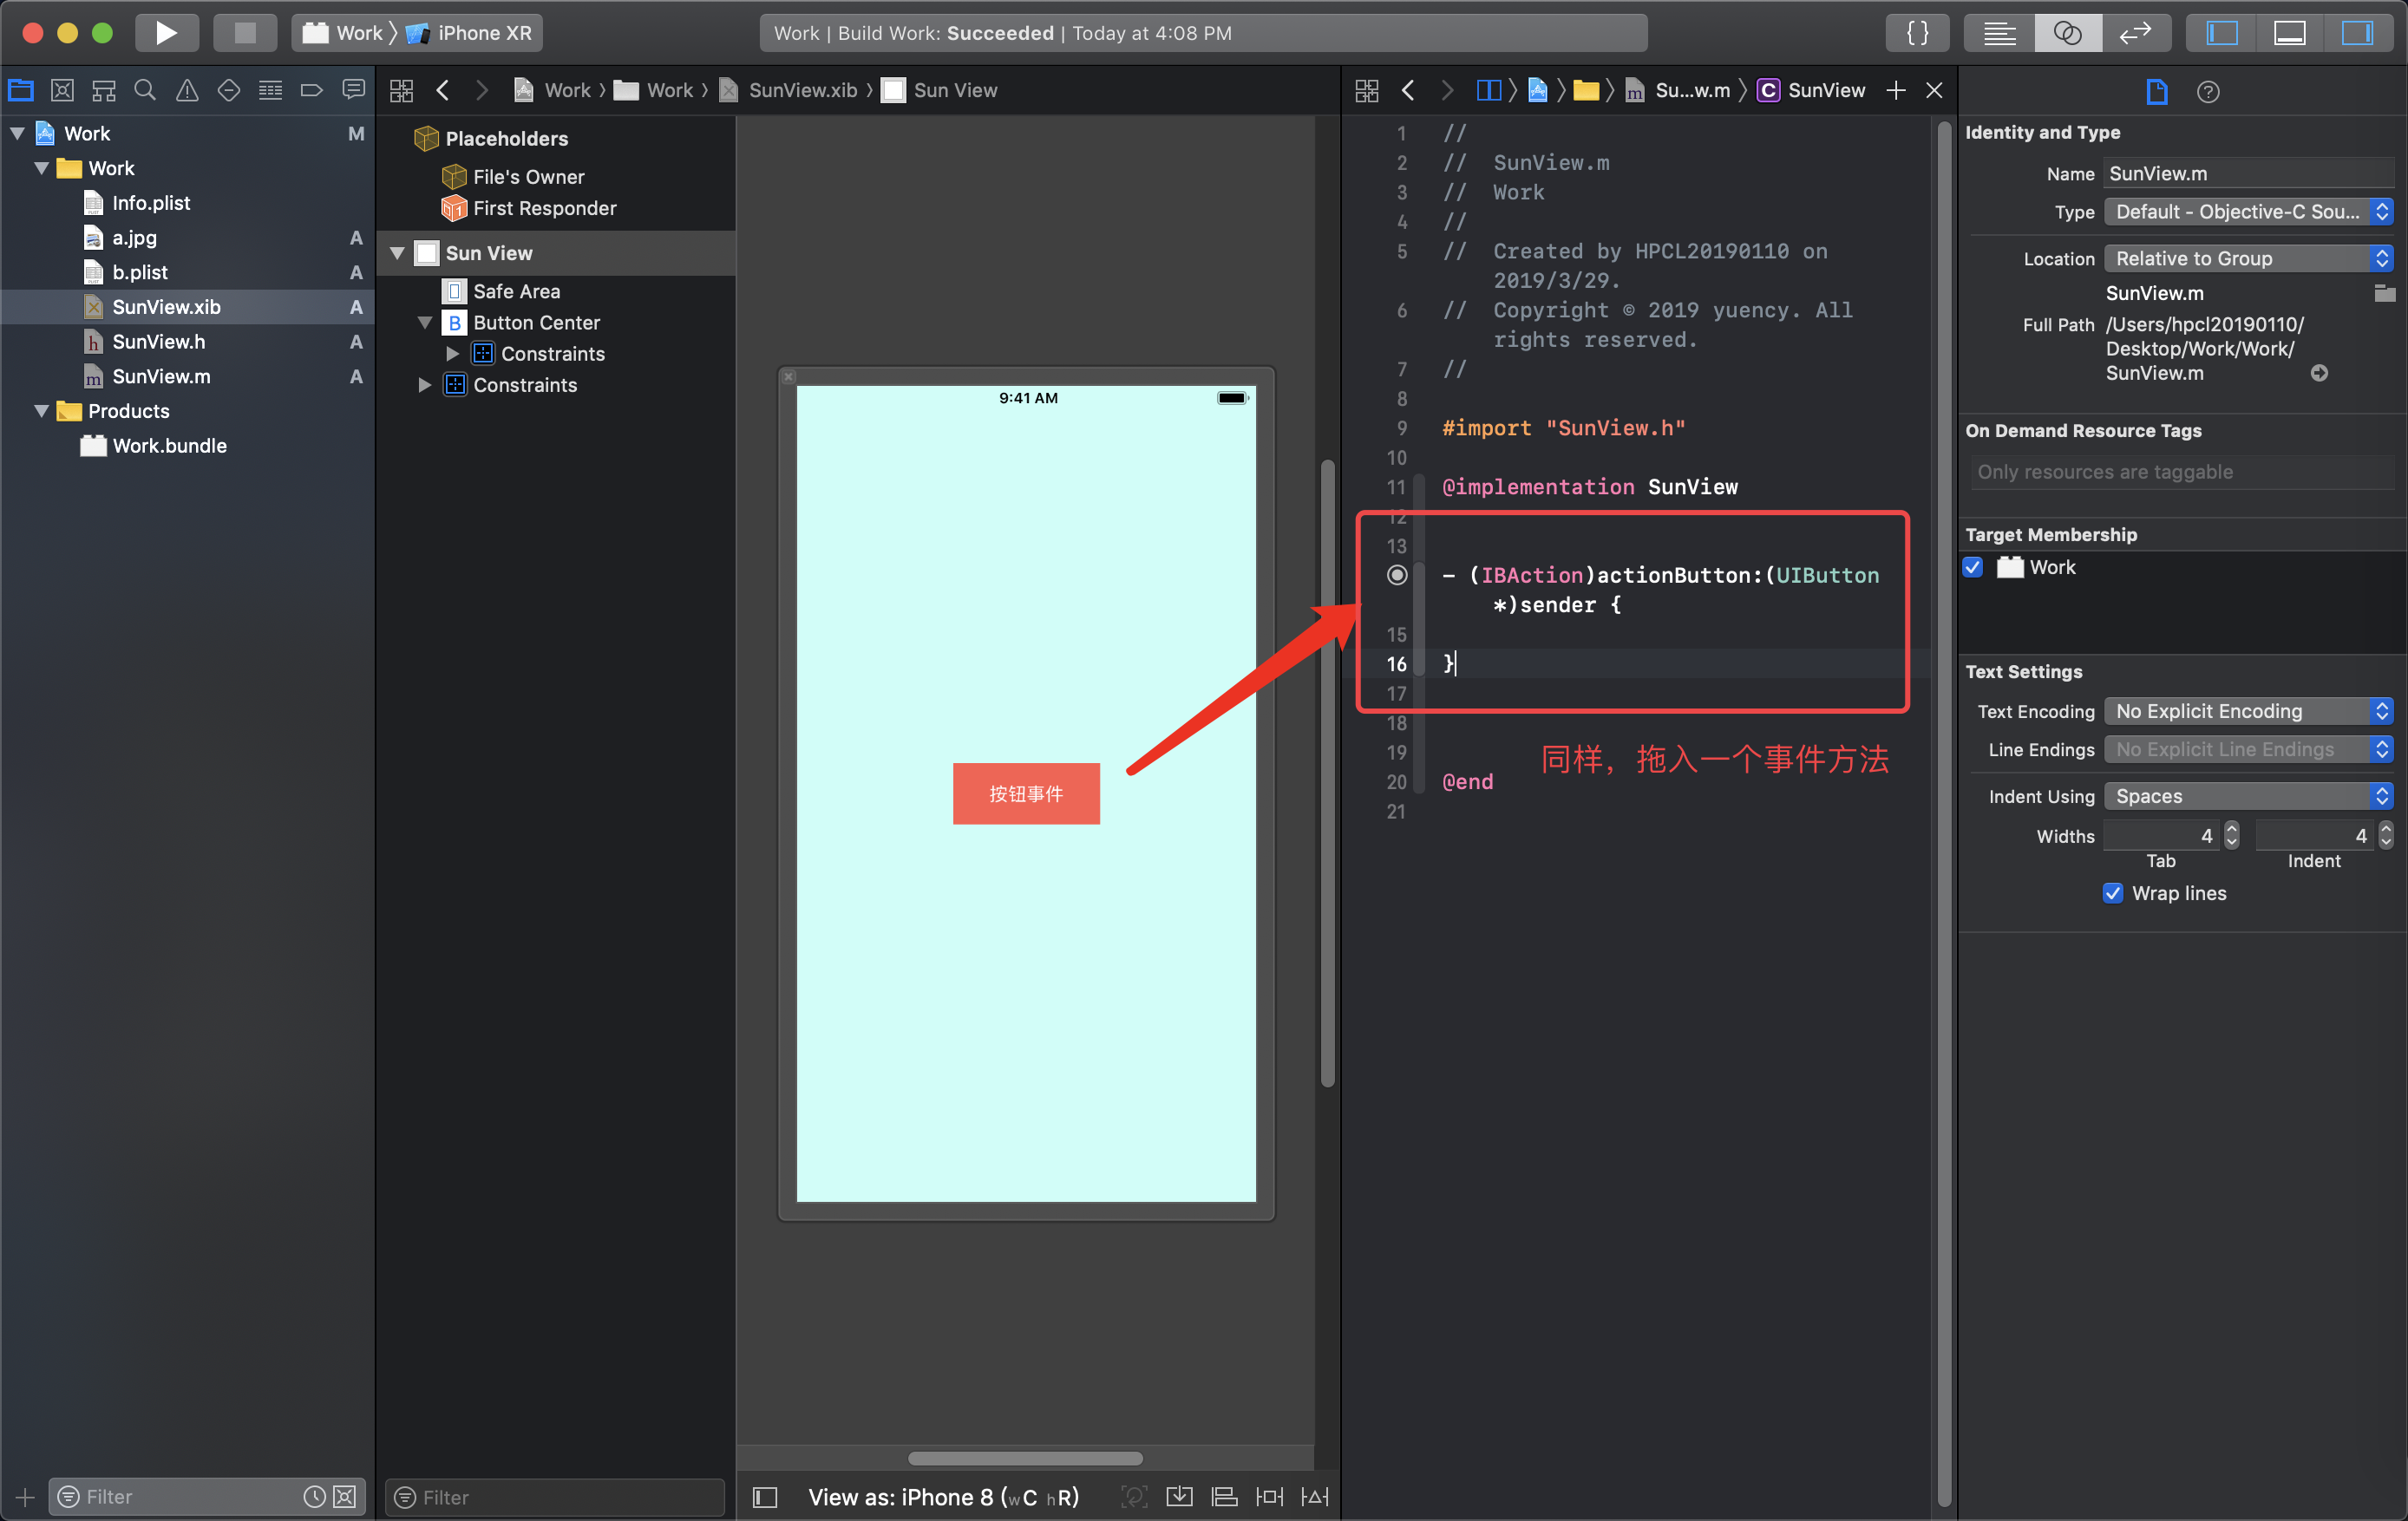 Work 〉 iPhone XR
Work | Build Work: Succeeded | Today at 4:08 PM
{ }
Work M
Work
Info.plist
a.jpg A
b.plist A
SunView.xib A
SunView.h A
SunView.m A
Products
Work.bundle
Filter
Work 〉 Work 〉 SunView.xib 〉 Sun View
Placeholders
File's Owner
First Responder
Sun View
Safe Area
B Button Center
Constraints
Constraints
Filter
9:41 AM
按钮事件
View as: iPhone 8 (wC hR)
Su...w.m 〉 C SunView
1 //
2 // SunView.m
3 // Work
4 //
5 // Created by HPCL20190110 on
2019/3/29.
6 // Copyright © 2019 yuency. All
rights reserved.
7 //
8
9 #import "SunView.h"
10
11 @implementation SunView
12
13
- (IBAction)actionButton:(UIButton
*)sender {
15
16 }
17
18
19
同样，拖入一个事件方法
20 @end
21
Identity and Type
Name SunView.m
Type Default - Objective-C Sou...
Location Relative to Group
SunView.m
Full Path /Users/hpcl20190110/
Desktop/Work/Work/
SunView.m
On Demand Resource Tags
Only resources are taggable
Target Membership
Work
Text Settings
Text Encoding No Explicit Encoding
Line Endings No Explicit Line Endings
Indent Using Spaces
Widths 4 4
Tab Indent
Wrap lines